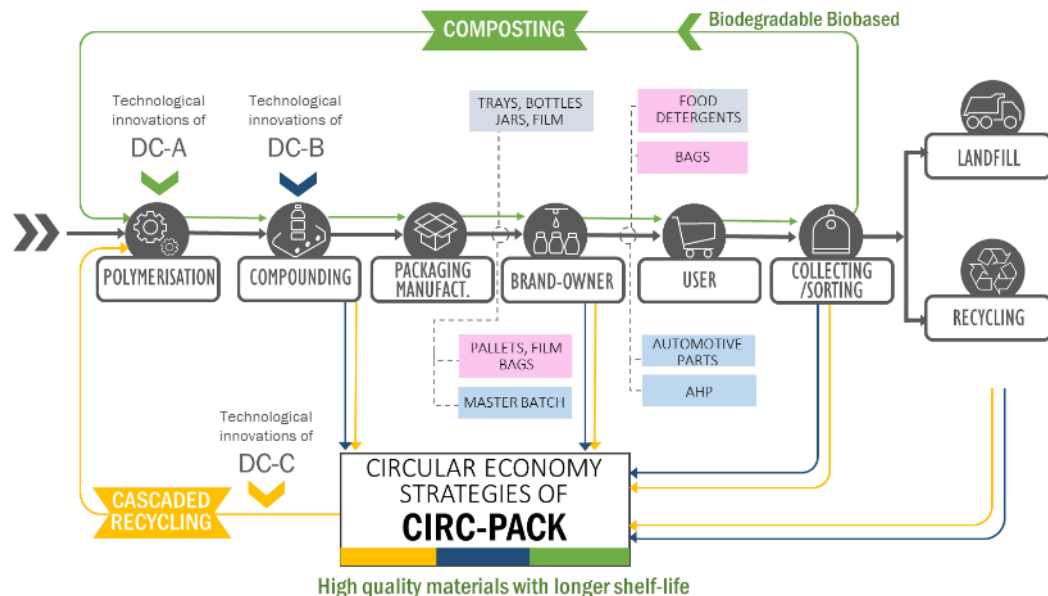 COMPOSTING
Biodegradable Biobased
Technological
innovations of
DC-A
Technological
innovations of
DC-B
TRAYS, BOTTLES
JARS, FILM
FOOD
DETERGENTS
BAGS
LANDFILL
POLYMERISATION
COMPOUNDING
PACKAGING
MANUFACT.
BRAND-OWNER
USER
COLLECTING
/SORTING
RECYCLING
PALLETS, FILM
BAGS
MASTER BATCH
AUTOMOTIVE
PARTS
AHP
Technological
innovations of
DC-C
CASCADED
RECYCLING
CIRCULAR ECONOMY
STRATEGIES OF
CIRC-PACK
High quality materials with longer shelf-life